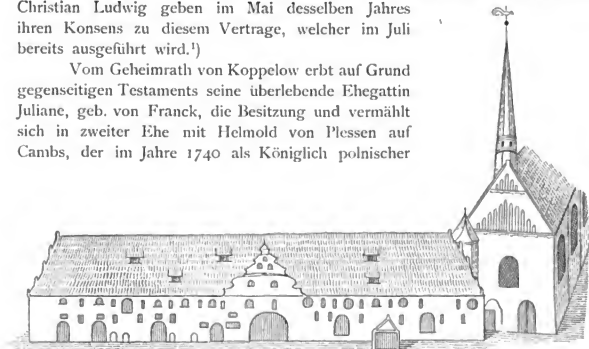 Christian Ludwig geben im Mai desselben Jahres
ihren Konsens zu diesem Vertrage, welcher im Juli
bereits ausgeführt wird.¹)
Vom Geheimrath von Koppelow erbt auf Grund
gegenseitigen Testaments seine überlebende Ehegattin
Juliane, geb. von Franck, die Besitzung und vermählt
sich in zweiter Ehe mit Helmold von Plessen auf
Cambs, der im Jahre 1740 als Königlich polnischer